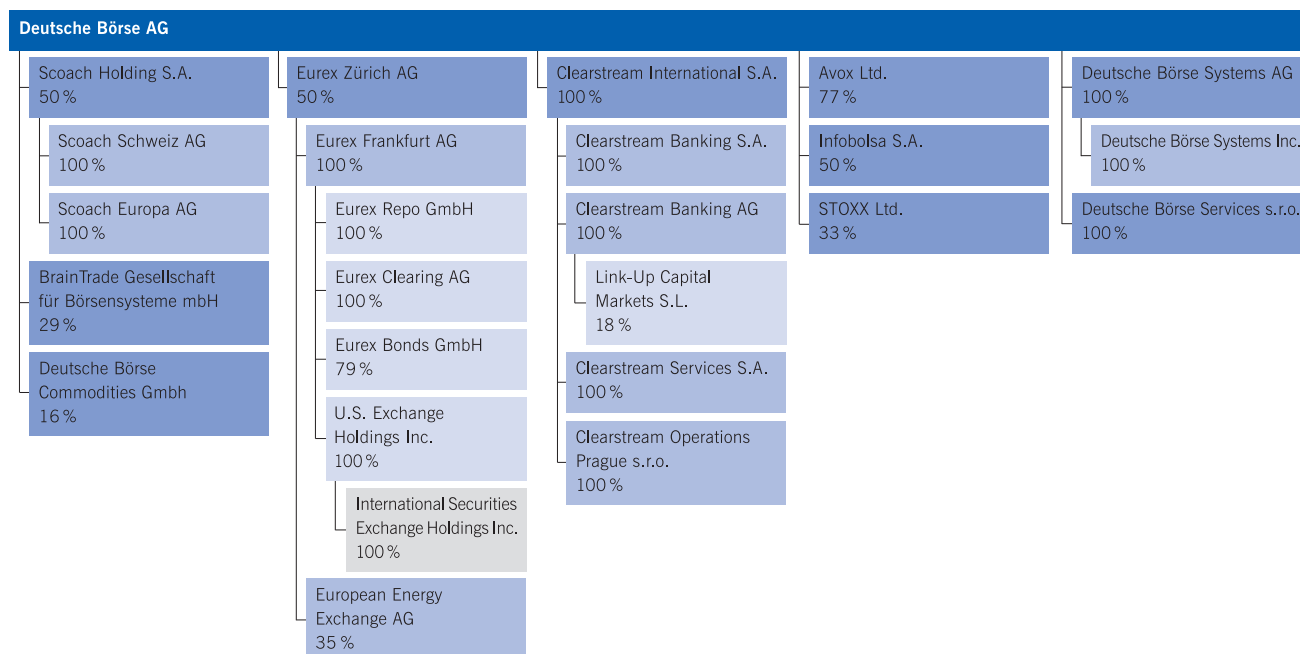 Deutsche Börse AG
Scoach Holding S.A.
50 %
Scoach Schweiz AG
100 %
Scoach Europa AG
100 %
BrainTrade Gesellschaft
für Börsensysteme mbH
29 %
Deutsche Börse
Commodities Gmbh
16 %
Eurex Zürich AG
50 %
Eurex Frankfurt AG
100 %
Eurex Repo GmbH
100 %
Eurex Clearing AG
100 %
Eurex Bonds GmbH
79 %
U.S. Exchange
Holdings Inc.
100 %
International Securities
Exchange Holdings Inc.
100 %
European Energy
Exchange AG
35 %
Clearstream International S.A.
100 %
Clearstream Banking S.A.
100 %
Clearstream Banking AG
100 %
Link-Up Capital
Markets S.L.
18 %
Clearstream Services S.A.
100 %
Clearstream Operations
Prague s.r.o.
100 %
Avox Ltd.
77 %
Infobolsa S.A.
50 %
STOXX Ltd.
33 %
Deutsche Börse Systems AG
100 %
Deutsche Börse Systems Inc.
100 %
Deutsche Börse Services s.r.o.
100 %